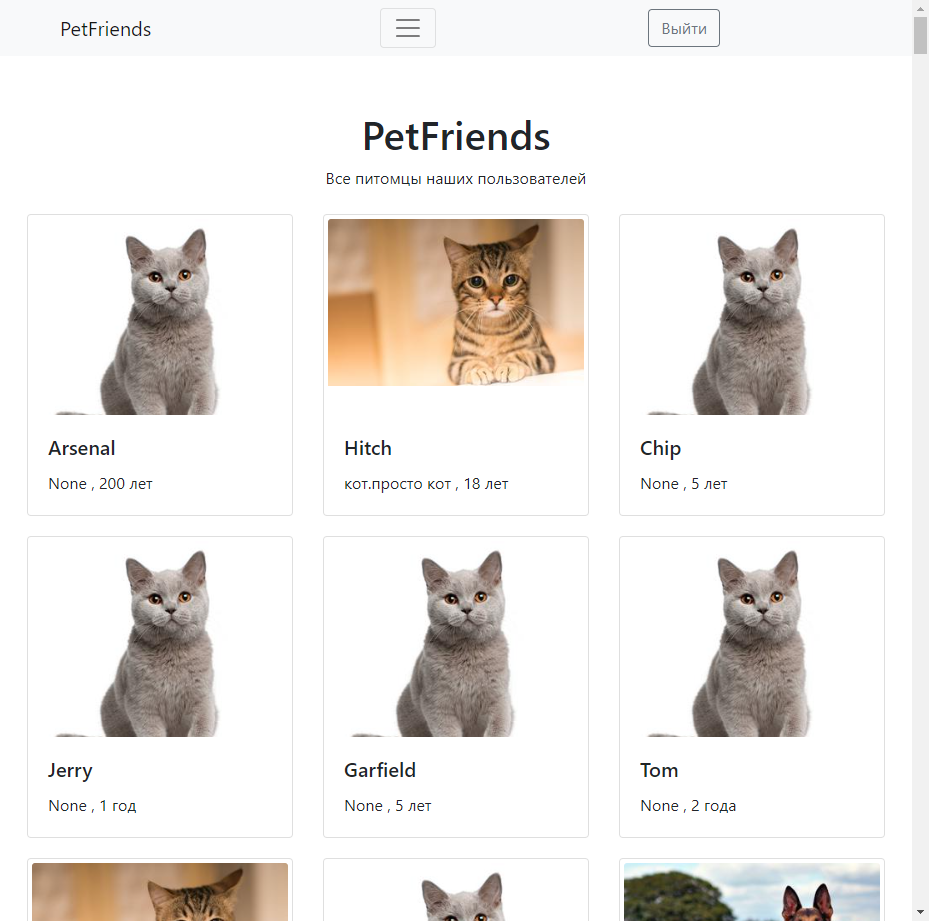 PetFriends
Выйти
PetFriends
Все питомцы наших пользователей
Arsenal
None , 200 лет
Hitch
кот.просто кот , 18 лет
Chip
None , 5 лет
Jerry
None , 1 год
Garfield
None , 5 лет
Tom
None , 2 года